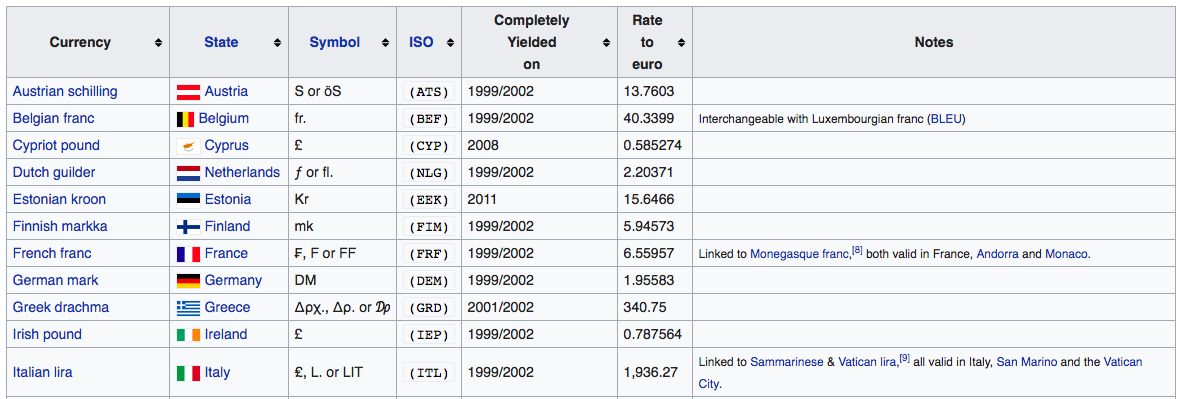 Currency State Symbol ISO Completely Yielded on Rate to euro Notes
Austrian schilling Austria S or öS (ATS) 1999/2002 13.7603
Belgian franc Belgium fr. (BEF) 1999/2002 40.3399 Interchangeable with Luxembourgian franc (BLEU)
Cypriot pound Cyprus £ (CYP) 2008 0.585274
Dutch guilder Netherlands ƒ or fl. (NLG) 1999/2002 2.20371
Estonian kroon Estonia Kr (EEK) 2011 15.6466
Finnish markka Finland mk (FIM) 1999/2002 5.94573
French franc France ₣, F or FF (FRF) 1999/2002 6.55957 Linked to Monegasque franc,[8] both valid in France, Andorra and Monaco.
German mark Germany DM (DEM) 1999/2002 1.95583
Greek drachma Greece Δρχ., Δρ. or ₯ (GRD) 2001/2002 340.75
Irish pound Ireland £ (IEP) 1999/2002 0.787564
Italian lira Italy ₤, L. or LIT (ITL) 1999/2002 1,936.27 Linked to Sammarinese & Vatican lira,[9] all valid in Italy, San Marino and the Vatican
City.